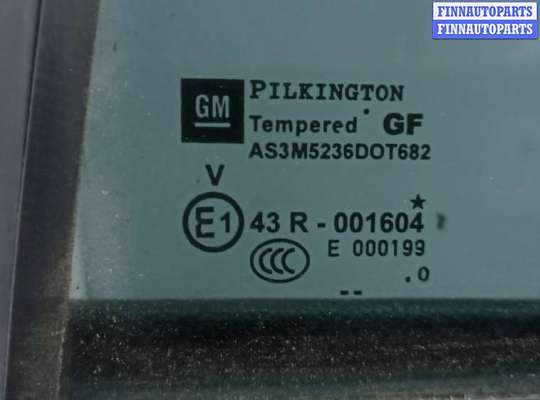 FINNAUTOPARTS
FINNAUTOPARTS
GM PILKINGTON
Tempered GF
AS3M5236DOT682
V
E1 43 R - 001604
E 000199
CCC
.0
--